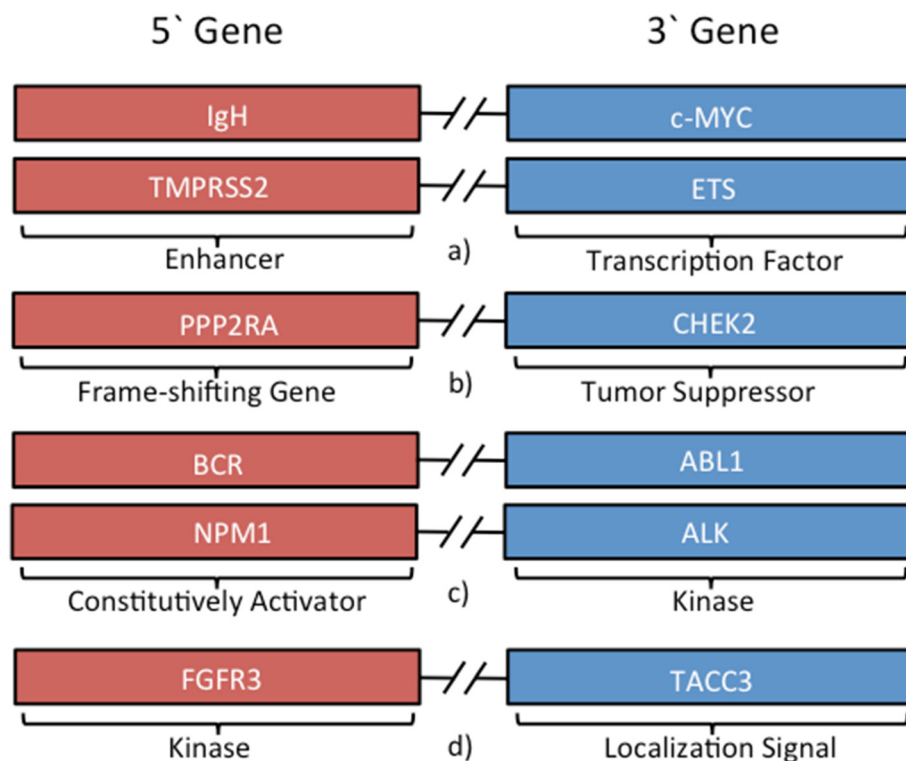 5` Gene 3` Gene
IgH c-MYC
TMPRSS2 ETS
Enhancer a) Transcription Factor
PPP2RA CHEK2
Frame-shifting Gene b) Tumor Suppressor
BCR ABL1
NPM1 ALK
Constitutively Activator c) Kinase
FGFR3 TACC3
Kinase d) Localization Signal